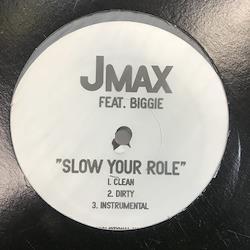 JMAX
FEAT. BIGGIE
"SLOW YOUR ROLE"
1. CLEAN
2. DIRTY
3. INSTRUMENTAL